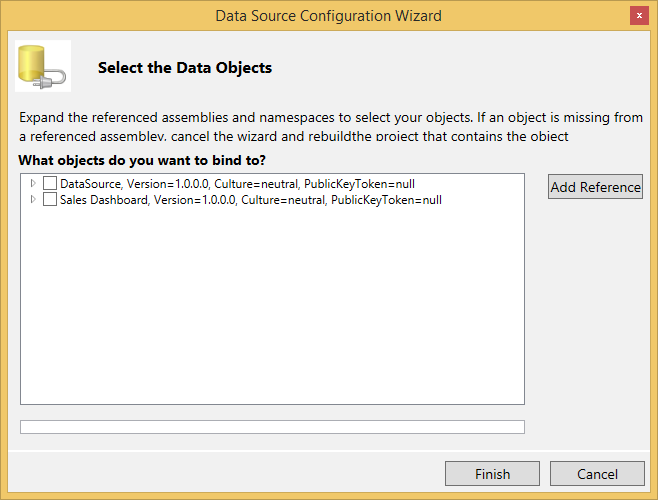 Data Source Configuration Wizard
x
Select the Data Objects
Expand the referenced assemblies and namespaces to select your objects. If an object is missing from
a referenced assembley, cancel the wizard and rebuildthe project that contains the object
What objects do you want to bind to?
DataSource, Version=1.0.0.0, Culture=neutral, PublicKeyToken=null
Sales Dashboard, Version=1.0.0.0, Culture=neutral, PublicKeyToken=null
Add Reference
Finish
Cancel